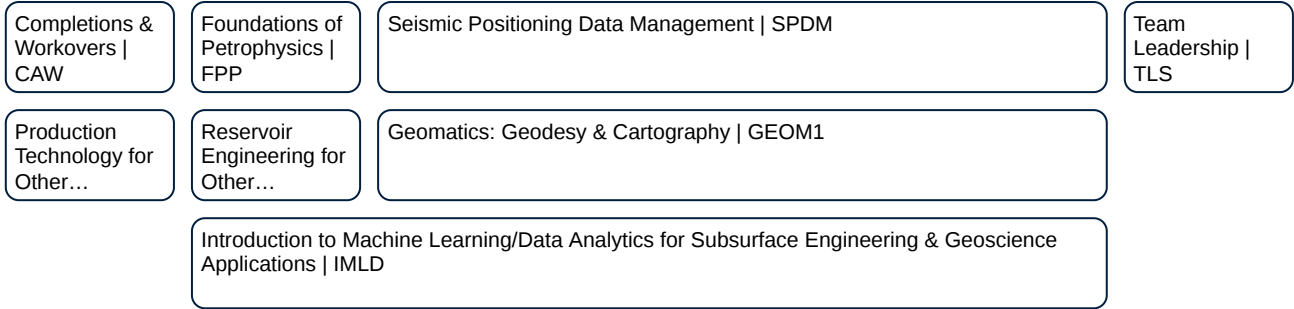 Completions &
Workovers |
CAW
Foundations of
Petrophysics |
FPP
Seismic Positioning Data Management | SPDM
Team
Leadership |
TLS
Production
Technology for
Other…
Reservoir
Engineering for
Other…
Geomatics: Geodesy & Cartography | GEOM1
Introduction to Machine Learning/Data Analytics for Subsurface Engineering & Geoscience
Applications | IMLD